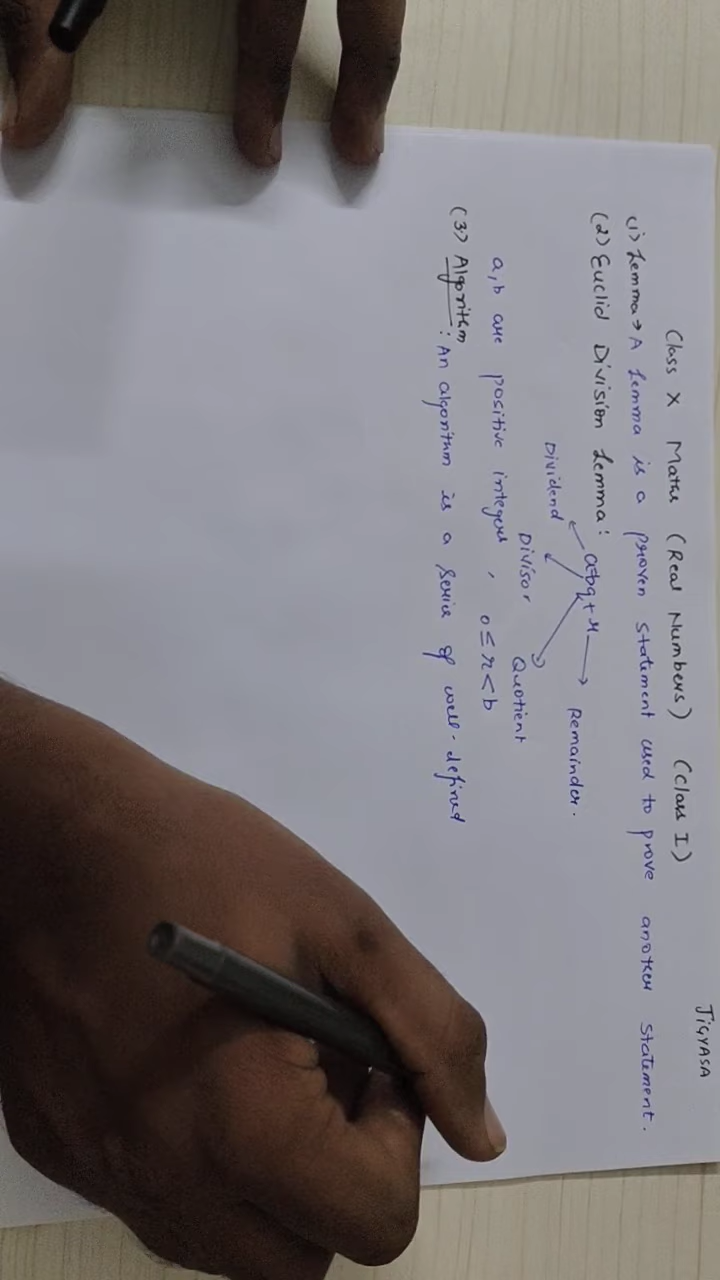 JIGYASA
Class X Maths (Real Numbers) (Class I)
(1) Lemma → A Lemma is a proven statement used to prove another statement.
(2) Euclid Division Lemma : a=bq+r → Remainder.
Dividend Divisor Quotient
a,b are positive integers , 0 ≤ r < b
(3.) Algorithm : An algorithm is a series of well-defined